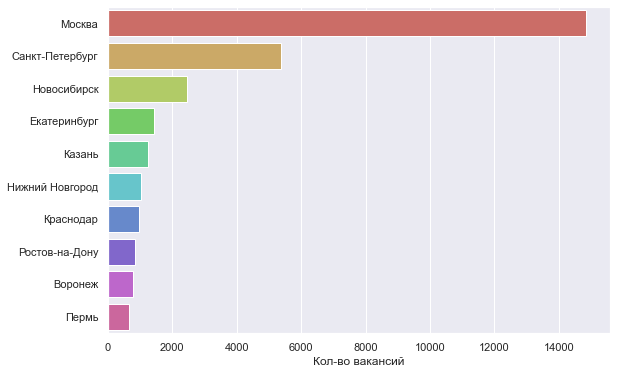 Москва
Санкт-Петербург
Новосибирск
Екатеринбург
Казань
Нижний Новгород
Краснодар
Ростов-на-Дону
Воронеж
Пермь
0 2000 4000 6000 8000 10000 12000 14000
Кол-во вакансий